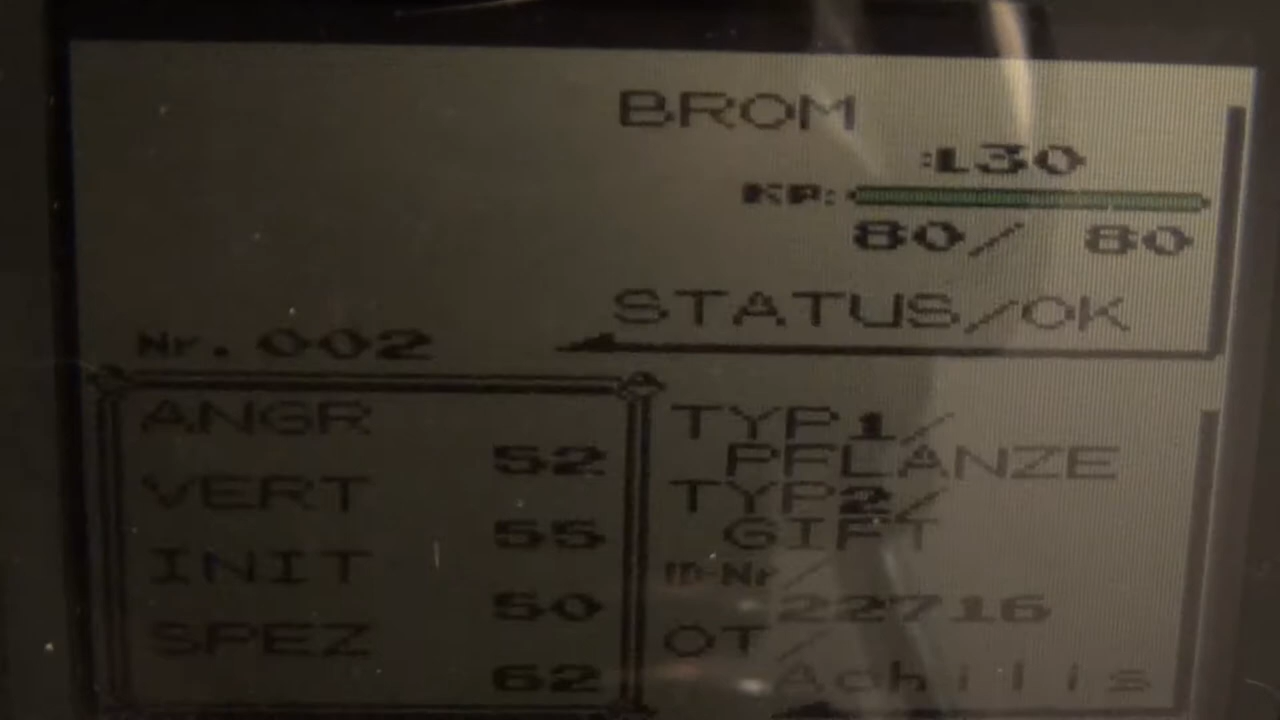 BROM
:L30
KP:
80/ 80
STATUS/OK
Nr.002
ANGR
52
VERT
55
INIT
50
SPEZ
62
TYP1/
PFLANZE
TYP2/
GIFT
ID-Nr/
22716
OT/
Achilis